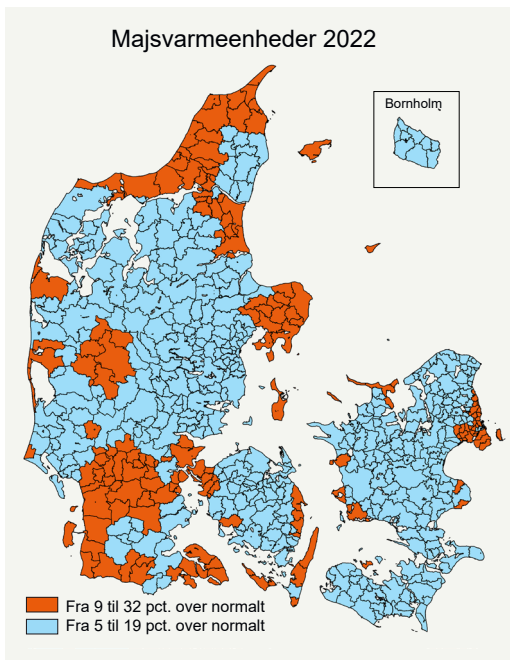 Majsvarmeenheder 2022
Bornholm
Fra 9 til 32 pct. over normalt
Fra 5 til 19 pct. over normalt